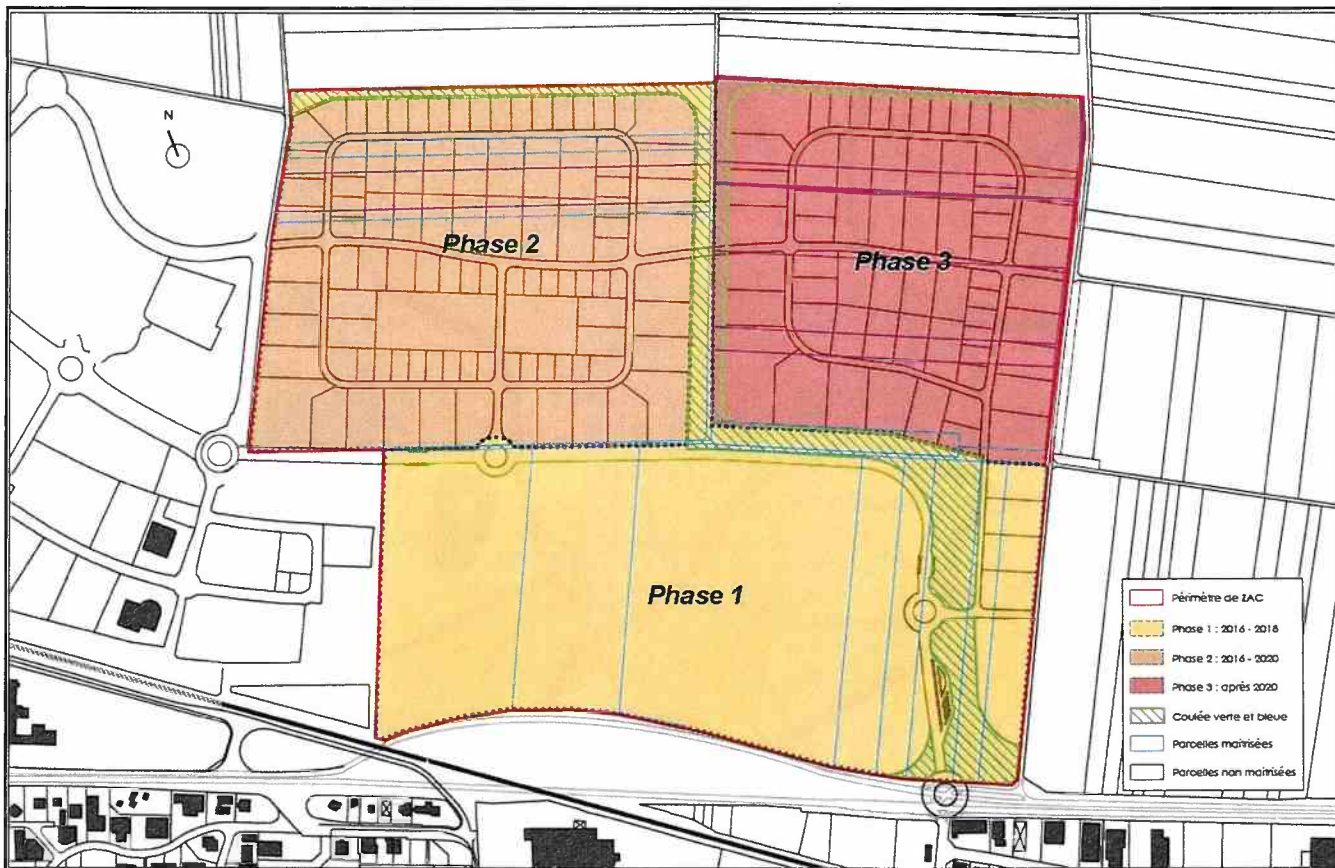 N
Phase 2
Phase 3
Phase 1
Périmètre de ZAC
Phase 1 : 2016 - 2018
Phase 2 : 2016 - 2020
Phase 3 : après 2020
Coulée verte et bleue
Parcelles maîtrisées
Parcelles non maîtrisées